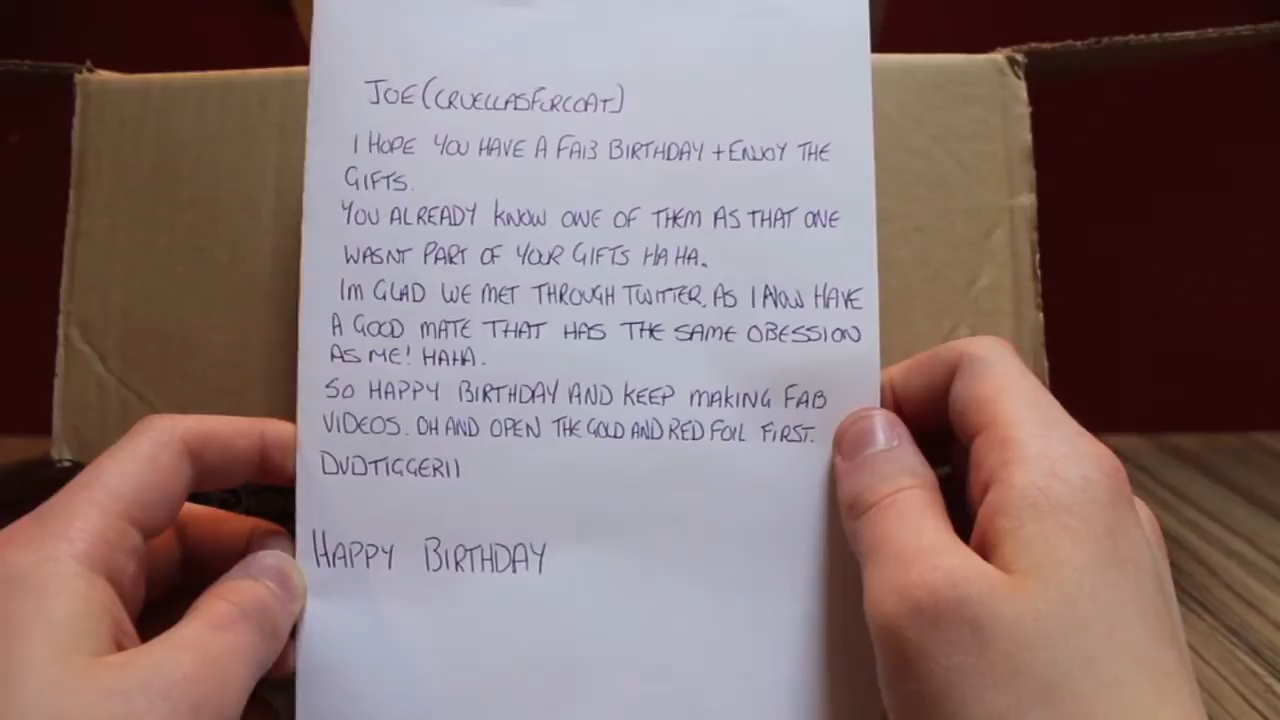 JOE (CRUELLASFURCOAT)
I HOPE YOU HAVE A FAB BIRTHDAY + ENJOY THE
GIFTS.
YOU ALREADY KNOW ONE OF THEM AS THAT ONE
WASNT PART OF YOUR GIFTS HA HA.
IM GLAD WE MET THROUGH TWITTER. AS I NOW HAVE
A GOOD MATE THAT HAS THE SAME OBESSION
AS ME! HAHA.
SO HAPPY BIRTHDAY AND KEEP MAKING FAB
VIDEOS. OH AND OPEN THE GOLD AND RED FOIL FIRST.
DVDTIGGER11
HAPPY BIRTHDAY